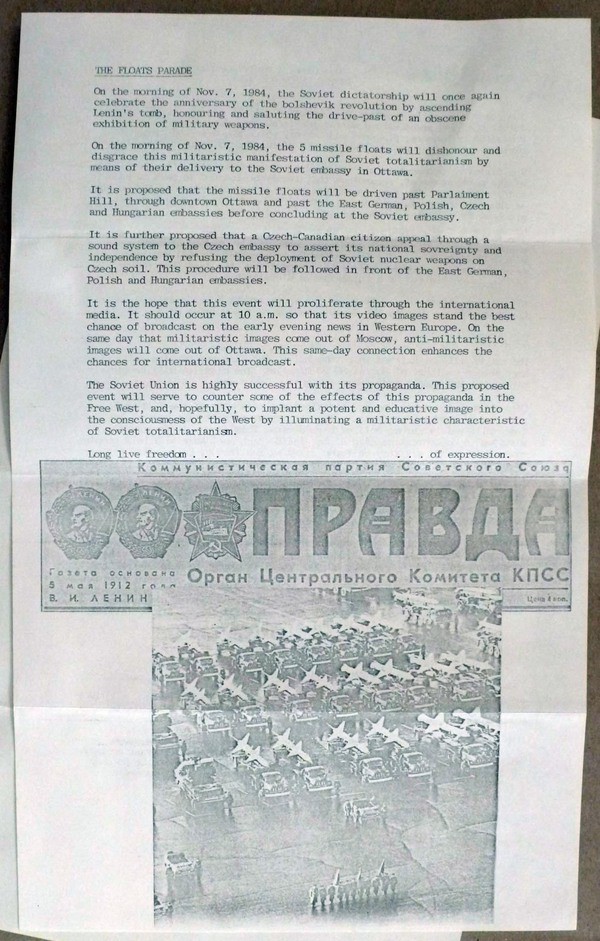 THE FLOATS PARADE
On the morning of Nov. 7, 1984, the Soviet dictatorship will once again
celebrate the anniversary of the bolshevik revolution by ascending
Lenin's tomb, honouring and saluting the drive-past of an obscene
exhibition of military weapons.
On the morning of Nov. 7, 1984, the 5 missile floats will dishonour and
disgrace this militaristic manifestation of Soviet totalitarianism by
means of their delivery to the Soviet embassy in Ottawa.
It is proposed that the missile floats will be driven past Parlaiment
Hill, through downtown Ottawa and past the East German, Polish, Czech
and Hungarian embassies before concluding at the Soviet embassy.
It is further proposed that a Czech-Canadian citizen appeal through a
sound system to the Czech embassy to assert its national sovreignty and
independence by refusing the deployment of Soviet nuclear weapons on
Czech soil. This procedure will be followed in front of the East German,
Polish and Hungarian embassies.
It is the hope that this event will proliferate through the international
media. It should occur at 10 a.m. so that its video images stand the best
chance of broadcast on the early evening news in Western Europe. On the
same day that militaristic images come out of Moscow, anti-militaristic
images will come out of Ottawa. This same-day connection enhances the
chances for international broadcast.
The Soviet Union is highly successful with its propaganda. This proposed
event will serve to counter some of the effects of this propaganda in the
Free West, and, hopefully, to implant a potent and educative image into
the consciousness of the West by illuminating a militaristic characteristic
of Soviet totalitarianism.
Long live freedom . . . . . . of expression.
Коммунистическая партия Советского Союза
ПРАВДА
Газета основана
5 мая 1912 года
В. И. ЛЕНИН
Орган Центрального Комитета КПСС
Цена 4 коп.